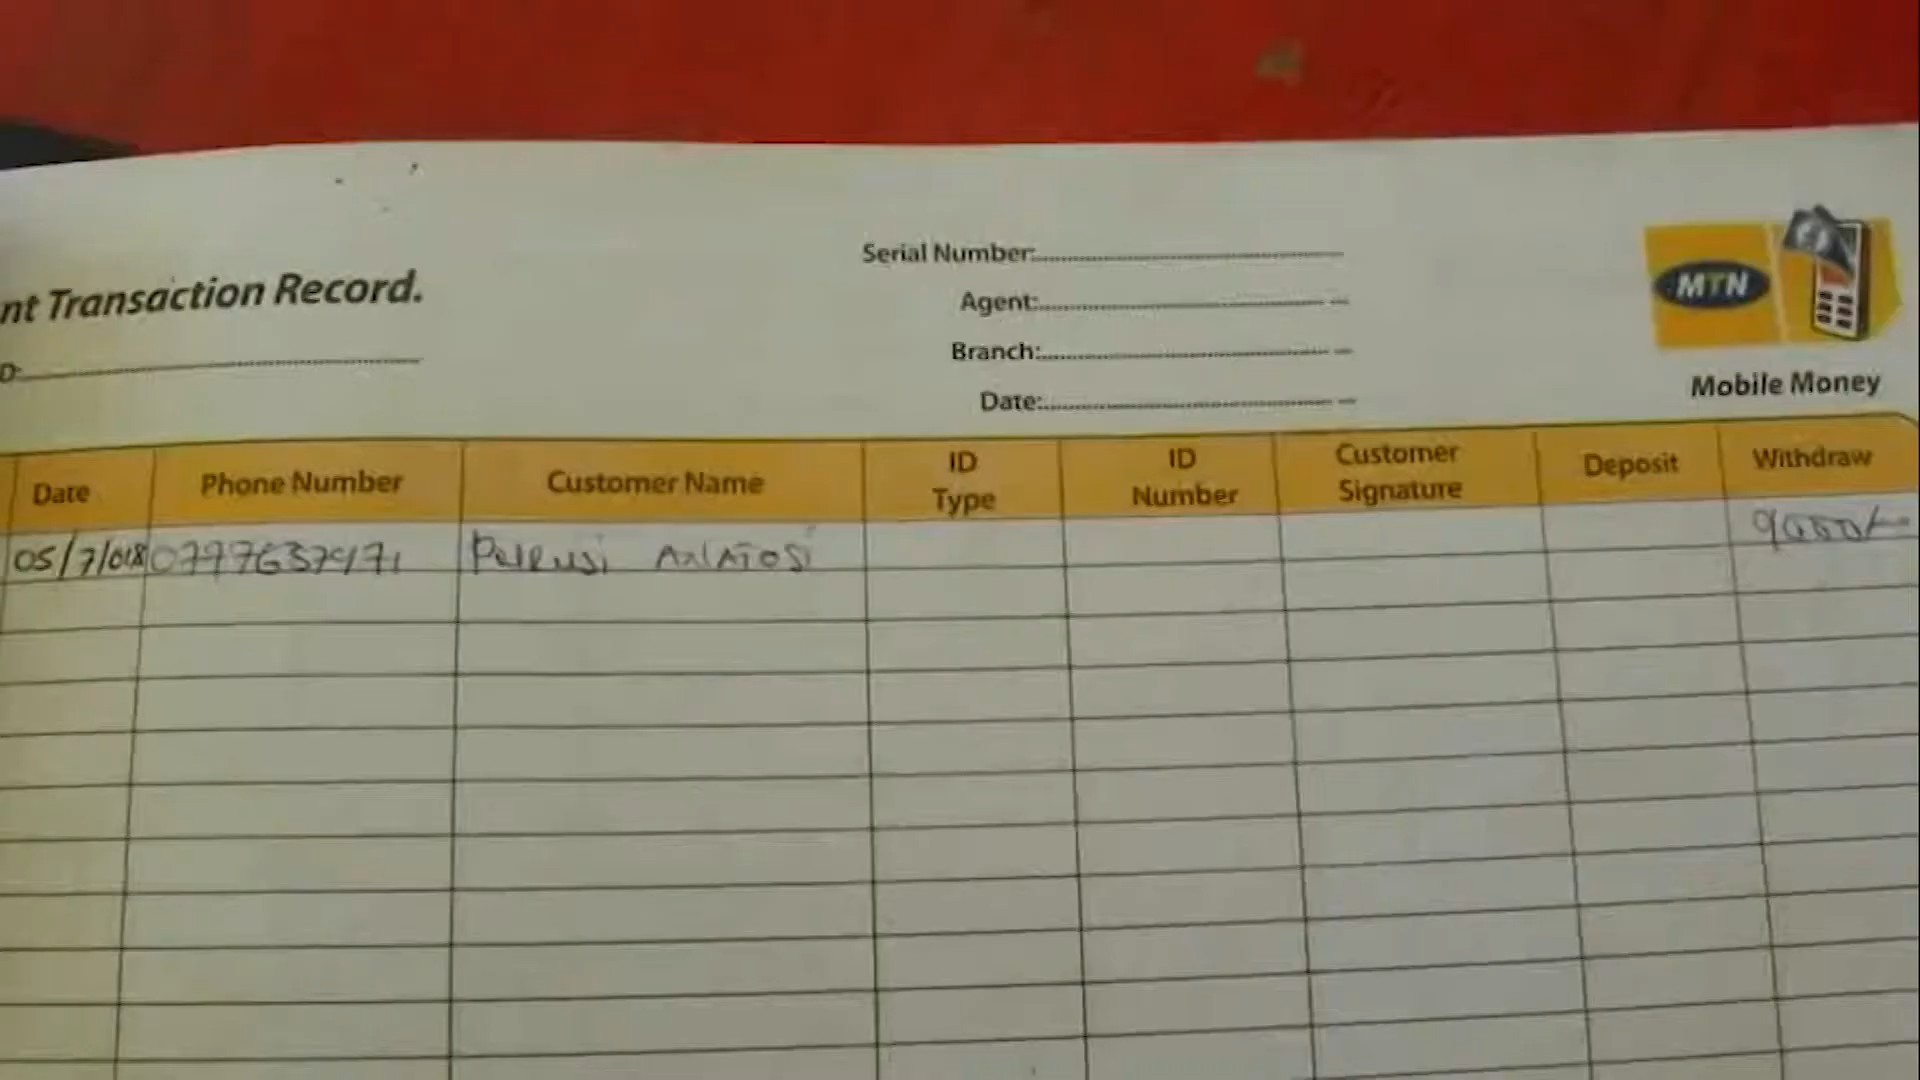 nt Transaction Record.
D:
Serial Number:
Agent:
Branch:
Date:
MTN
Mobile Money
Date Phone Number Customer Name ID Type ID Number Customer Signature Deposit Withdraw
05/7/018